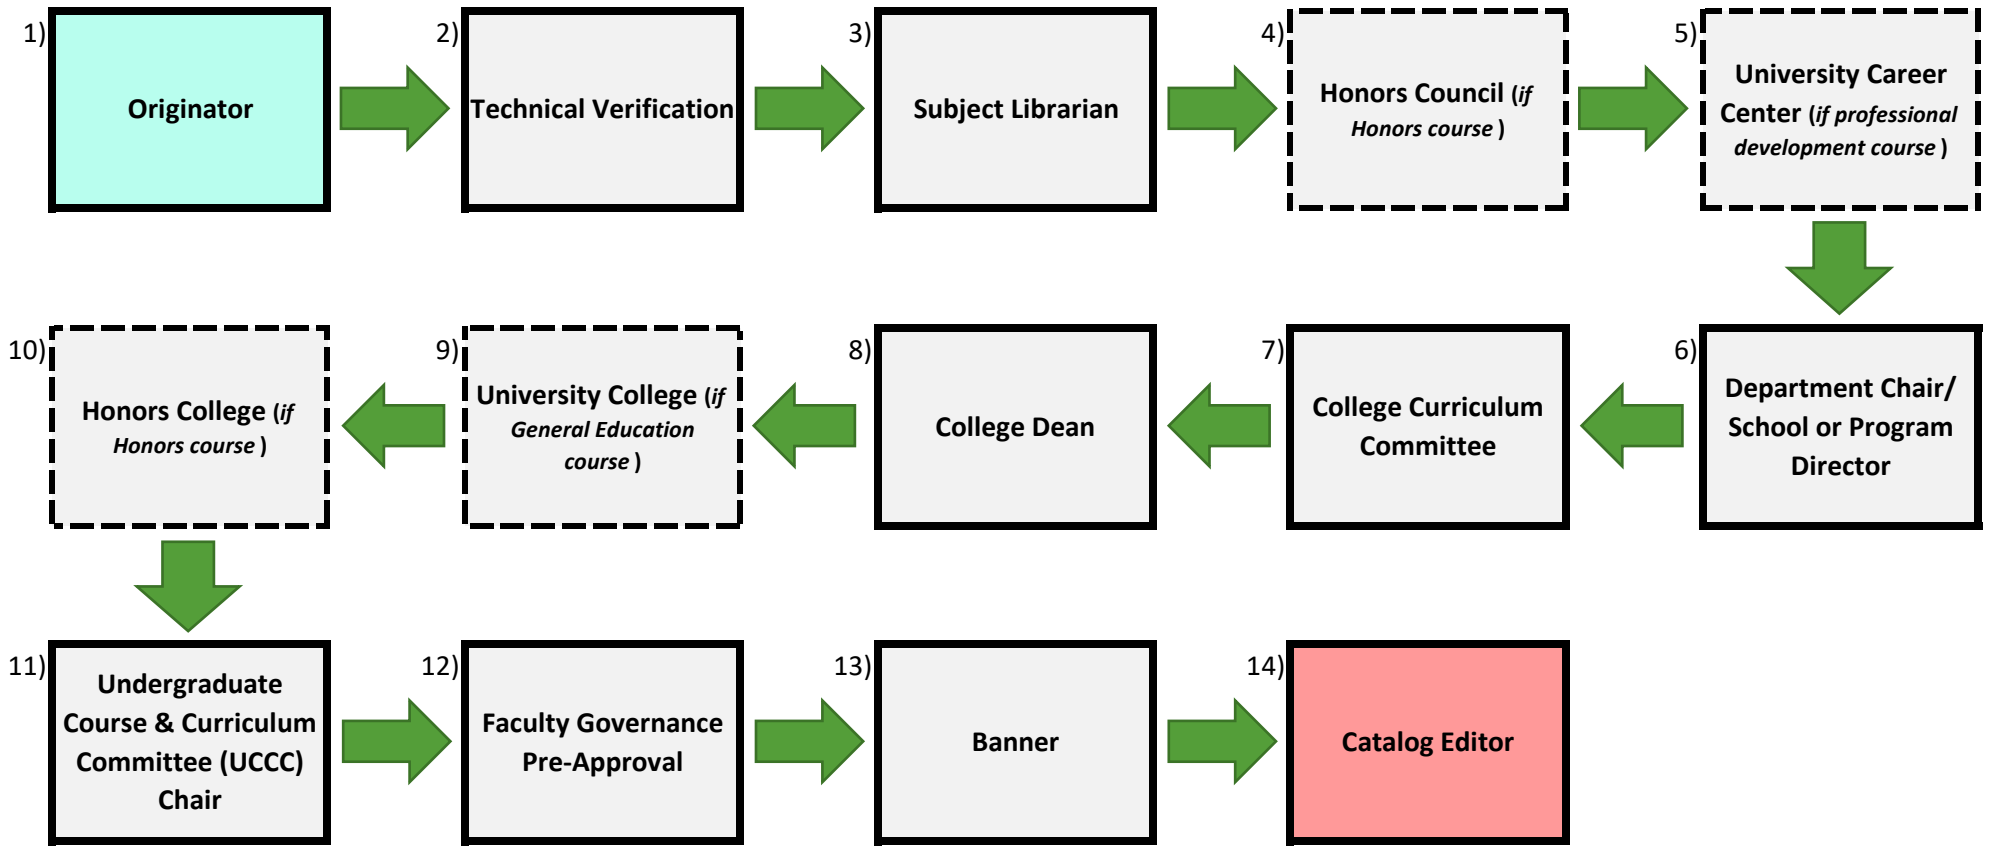 1)
Originator
2)
Technical Verification
3)
Subject Librarian
4)
Honors Council (if
Honors course )
5)
University Career
Center (if professional
development course )
6)
Department Chair/
School or Program
Director
7)
College Curriculum
Committee
8)
College Dean
9)
University College (if
General Education
course )
10)
Honors College (if
Honors course )
11)
Undergraduate
Course & Curriculum
Committee (UCCC)
Chair
12)
Faculty Governance
Pre-Approval
13)
Banner
14)
Catalog Editor